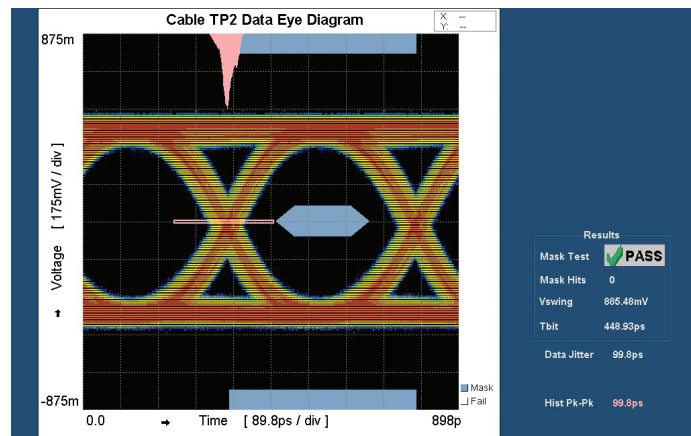 Cable TP2 Data Eye Diagram
X: --
Y: --
875m
Voltage [ 175mV / div ]
-875m
0.0 Time [ 89.8ps / div ] 898p
Mask
Fail
Results
Mask Test PASS
Mask Hits 0
Vswing 885.48mV
Tbit 448.93ps
Data Jitter 99.8ps
Hist Pk-Pk 99.8ps